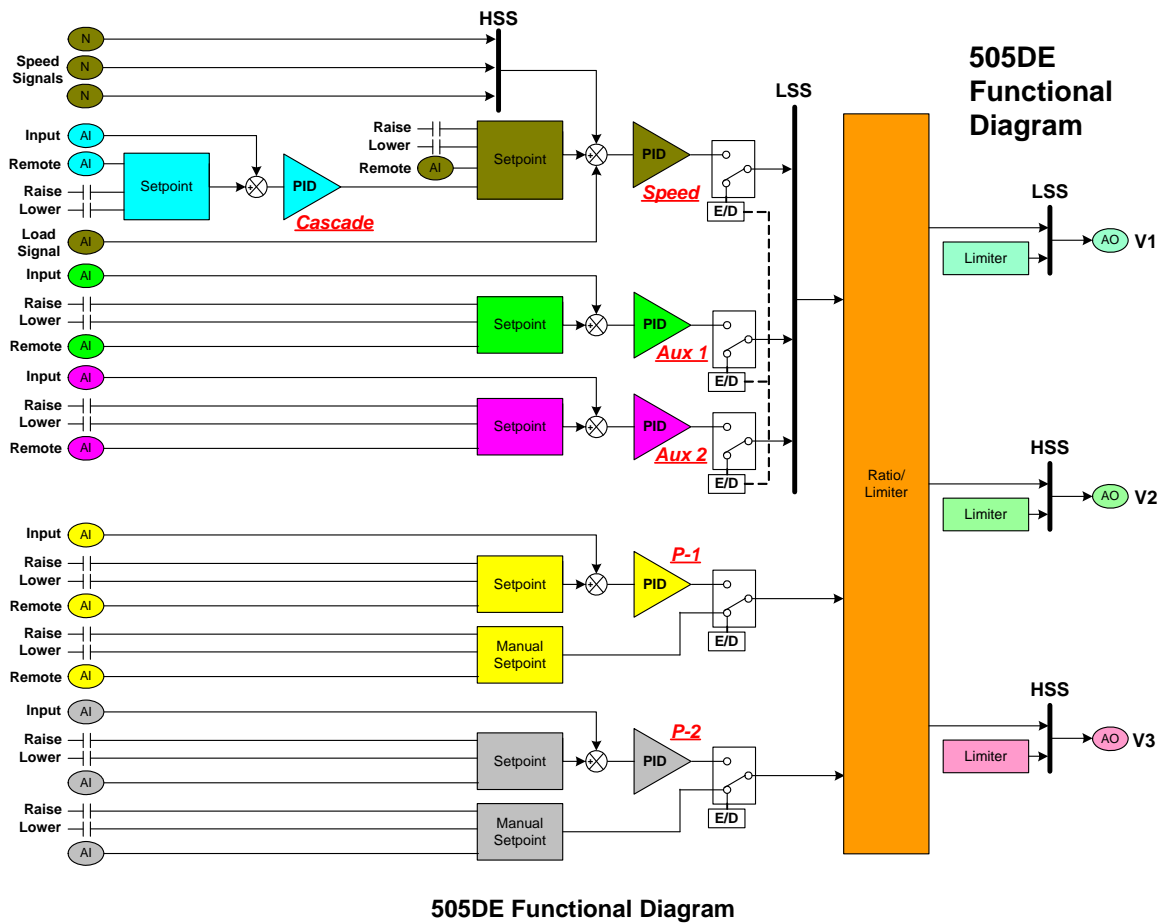 HSS
N
Speed
Signals
N
N
505DE
Functional
Diagram
LSS
Input
AI
Remote
AI
Raise
Lower
Setpoint
+
PID
Cascade
Raise
Lower
Remote
AI
Setpoint
+
PID
Speed
E/D
Load
Signal
AI
Input
AI
Raise
Lower
Remote
AI
Setpoint
+
PID
Aux 1
E/D
Input
AI
Raise
Lower
Remote
AI
Setpoint
+
PID
Aux 2
E/D
Input
AI
Raise
Lower
Remote
AI
Setpoint
+
PID
P-1
E/D
Raise
Lower
Remote
AI
Manual
Setpoint
Input
AI
Raise
Lower
AI
Setpoint
+
PID
P-2
E/D
Raise
Lower
AI
Manual
Setpoint
Ratio/
Limiter
LSS
Limiter
AO
V1
HSS
Limiter
AO
V2
HSS
Limiter
AO
V3
505DE Functional Diagram